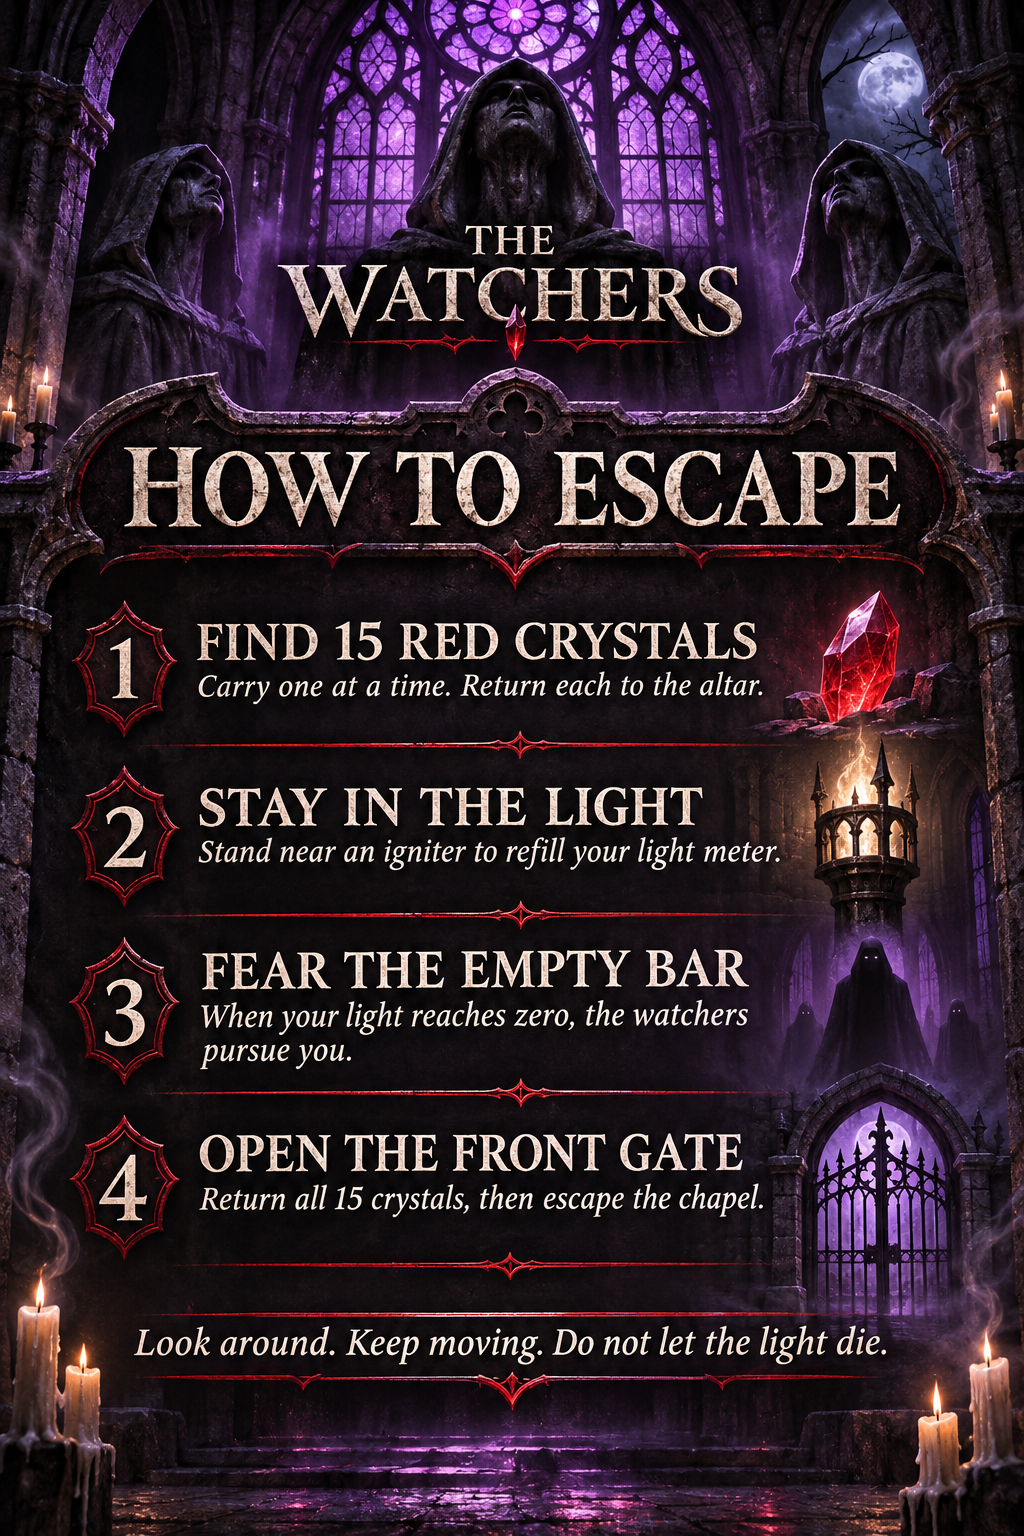 THE
WATCHERS
HOW TO ESCAPE
1
FIND 15 RED CRYSTALS
Carry one at a time. Return each to the altar.
2
STAY IN THE LIGHT
Stand near an igniter to refill your light meter.
3
FEAR THE EMPTY BAR
When your light reaches zero, the watchers
pursue you.
4
OPEN THE FRONT GATE
Return all 15 crystals, then escape the chapel.
Look around. Keep moving. Do not let the light die.